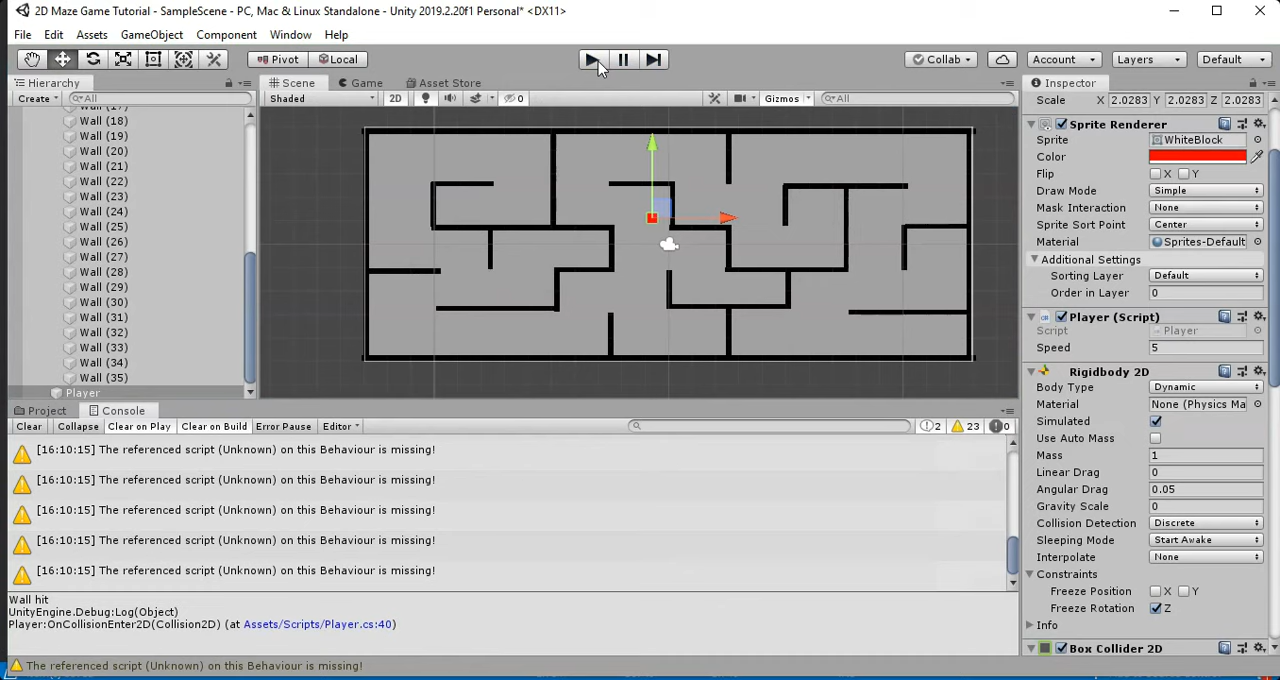 2D Maze Game Tutorial - SampleScene - PC, Mac & Linux Standalone - Unity 2019.2.20f1 Personal* <DX11>
File Edit Assets GameObject Component Window Help
Pivot Local Collab Account Layers Default
Hierarchy Scene Game Asset Store Inspector
Create All Shaded 2D 0 Gizmos All Scale X 2.0283 Y 2.0283 Z 2.0283
Wall (18)
Wall (19)
Wall (20)
Wall (21)
Wall (22)
Wall (23)
Wall (24)
Wall (25)
Wall (26)
Wall (27)
Wall (28)
Wall (29)
Wall (30)
Wall (31)
Wall (32)
Wall (33)
Wall (34)
Wall (35)
Player
Sprite Renderer
Sprite WhiteBlock
Color
Flip X Y
Draw Mode Simple
Mask Interaction None
Sprite Sort Point Center
Material Sprites-Default
Additional Settings
Sorting Layer Default
Order in Layer 0
Player (Script)
Script Player
Speed 5
Rigidbody 2D
Body Type Dynamic
Material None (Physics Ma
Simulated
Use Auto Mass
Mass 1
Linear Drag 0
Angular Drag 0.05
Gravity Scale 0
Collision Detection Discrete
Sleeping Mode Start Awake
Interpolate None
Constraints
Freeze Position X Y
Freeze Rotation Z
Info
Box Collider 2D
Project Console
Clear Collapse Clear on Play Clear on Build Error Pause Editor 2 23 0
[16:10:15] The referenced script (Unknown) on this Behaviour is missing!
[16:10:15] The referenced script (Unknown) on this Behaviour is missing!
[16:10:15] The referenced script (Unknown) on this Behaviour is missing!
[16:10:15] The referenced script (Unknown) on this Behaviour is missing!
[16:10:15] The referenced script (Unknown) on this Behaviour is missing!
Wall hit
UnityEngine.Debug:Log(Object)
Player:OnCollisionEnter2D(Collision2D) (at Assets/Scripts/Player.cs:40)
The referenced script (Unknown) on this Behaviour is missing!